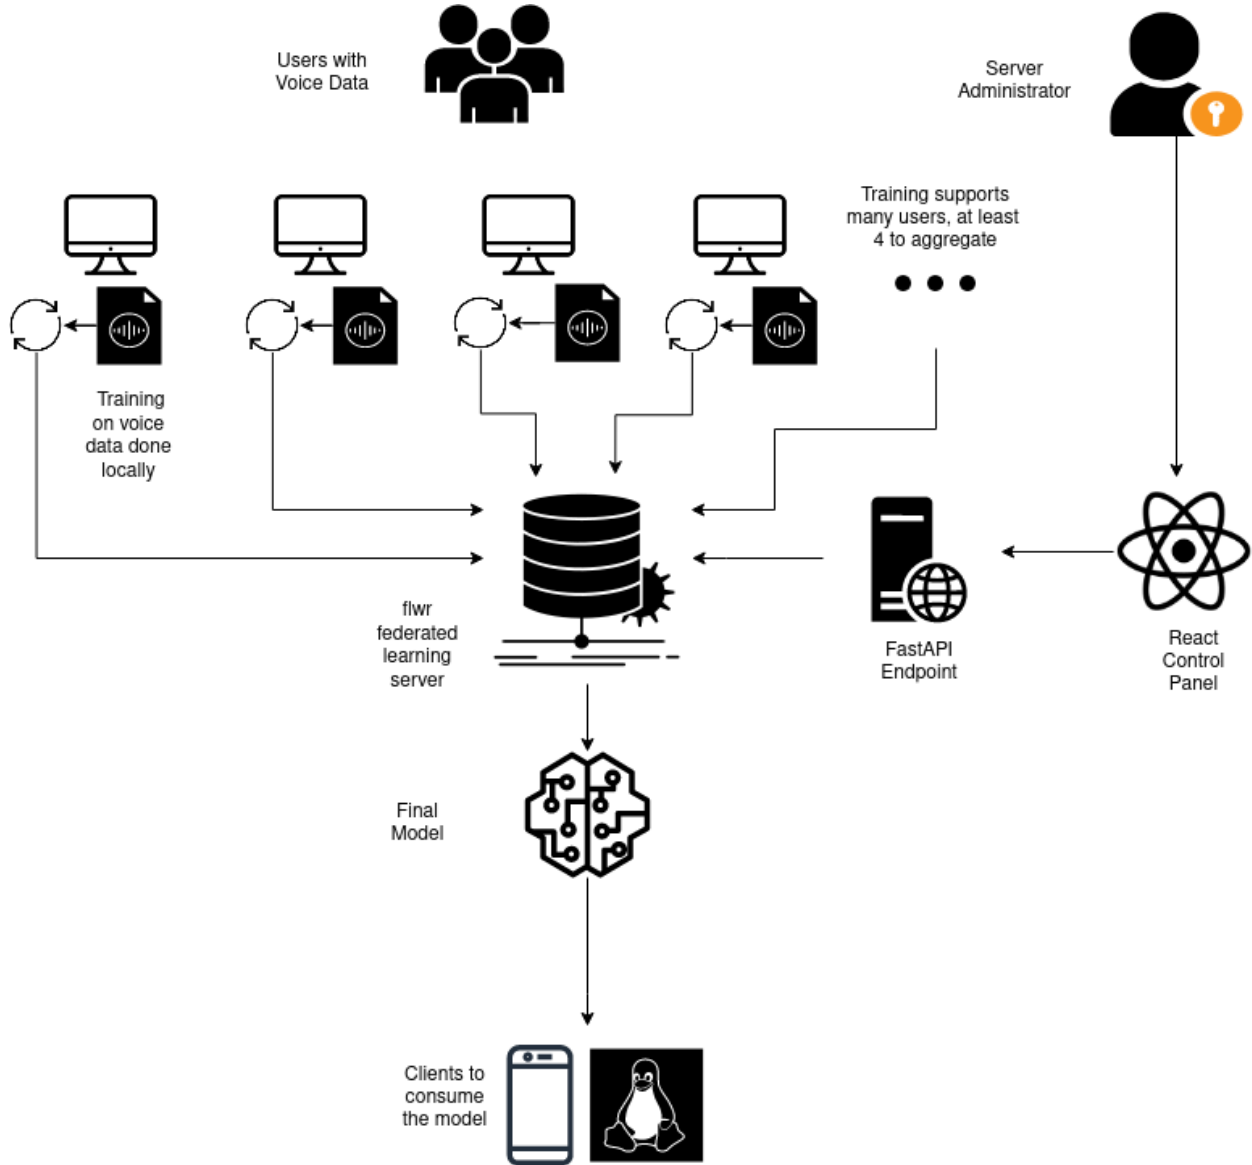 Users with
Voice Data
Server
Administrator
Training supports
many users, at least
4 to aggregate
Training
on voice
data done
locally
flwr
federated
learning
server
FastAPI
Endpoint
React
Control
Panel
Final
Model
Clients to
consume
the model